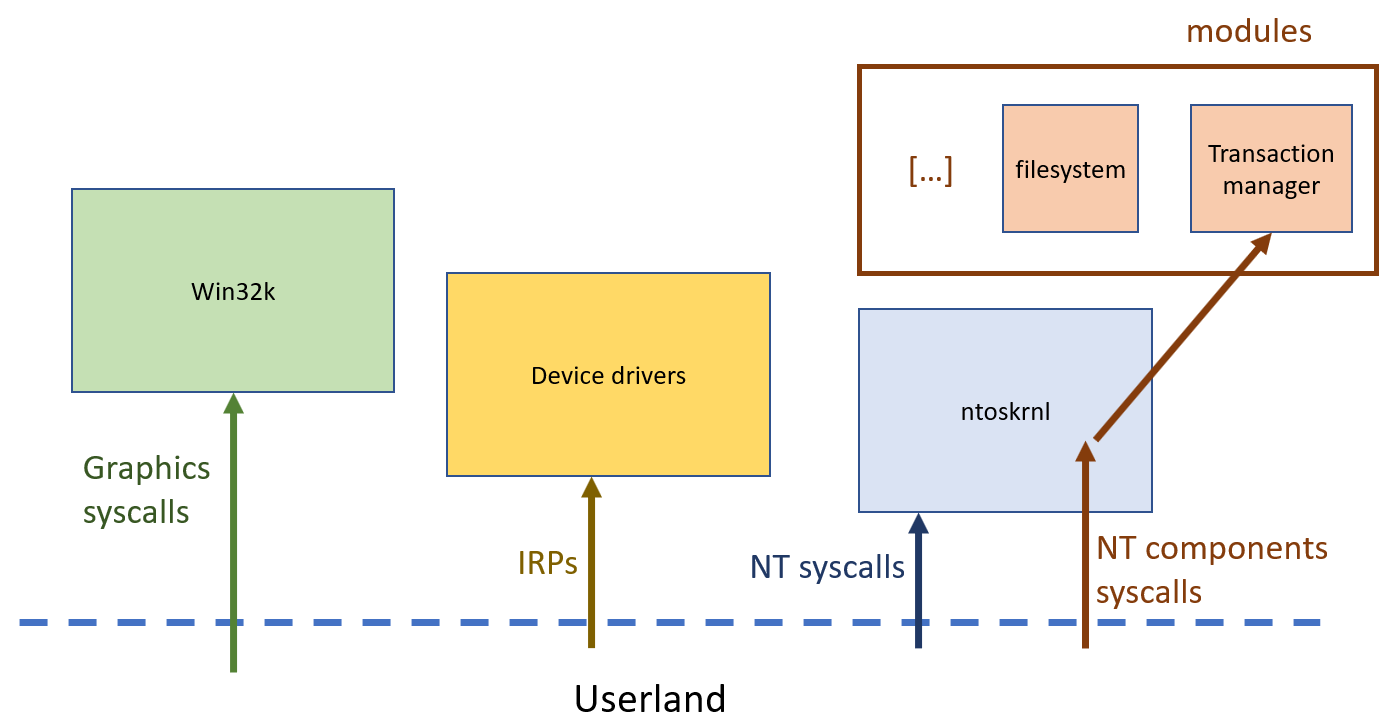 modules
[...]
filesystem
Transaction
manager
Win32k
Device drivers
ntoskrnl
Graphics
syscalls
IRPs
NT syscalls
NT components
syscalls
Userland